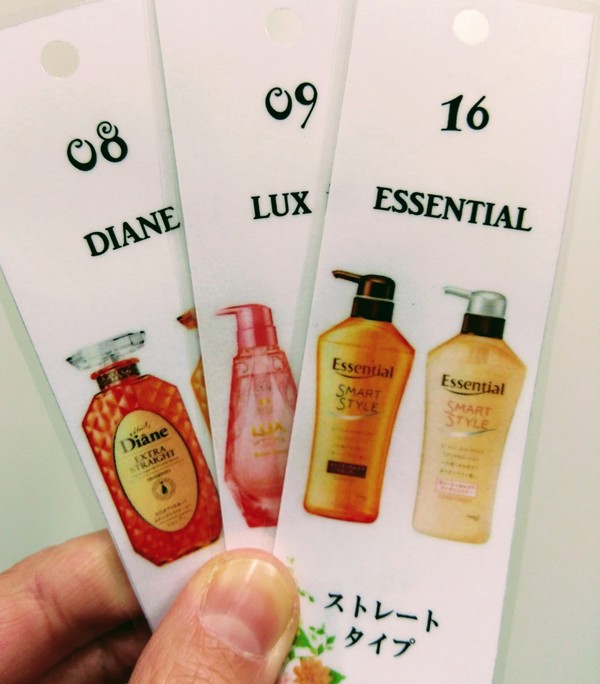 08
DIANE
Diane
EXTRA
STRAIGHT
09
LUX
LUX
16
ESSENTIAL
Essential
SMART
STYLE
Essential
SMART
STYLE
ストレート
タイプ